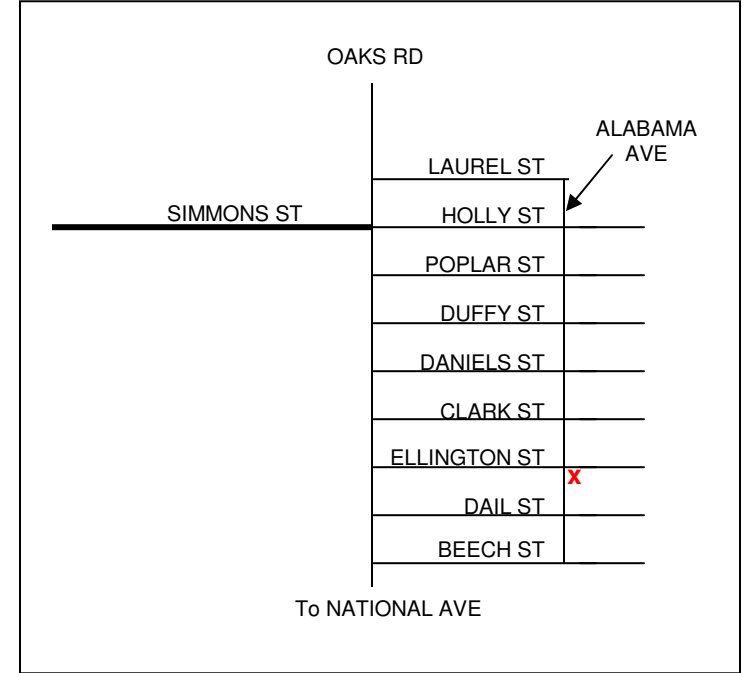 OAKS RD
ALABAMA
AVE
LAUREL ST
SIMMONS ST
HOLLY ST
POPLAR ST
DUFFY ST
DANIELS ST
CLARK ST
ELLINGTON ST
X
DAIL ST
BEECH ST
To NATIONAL AVE